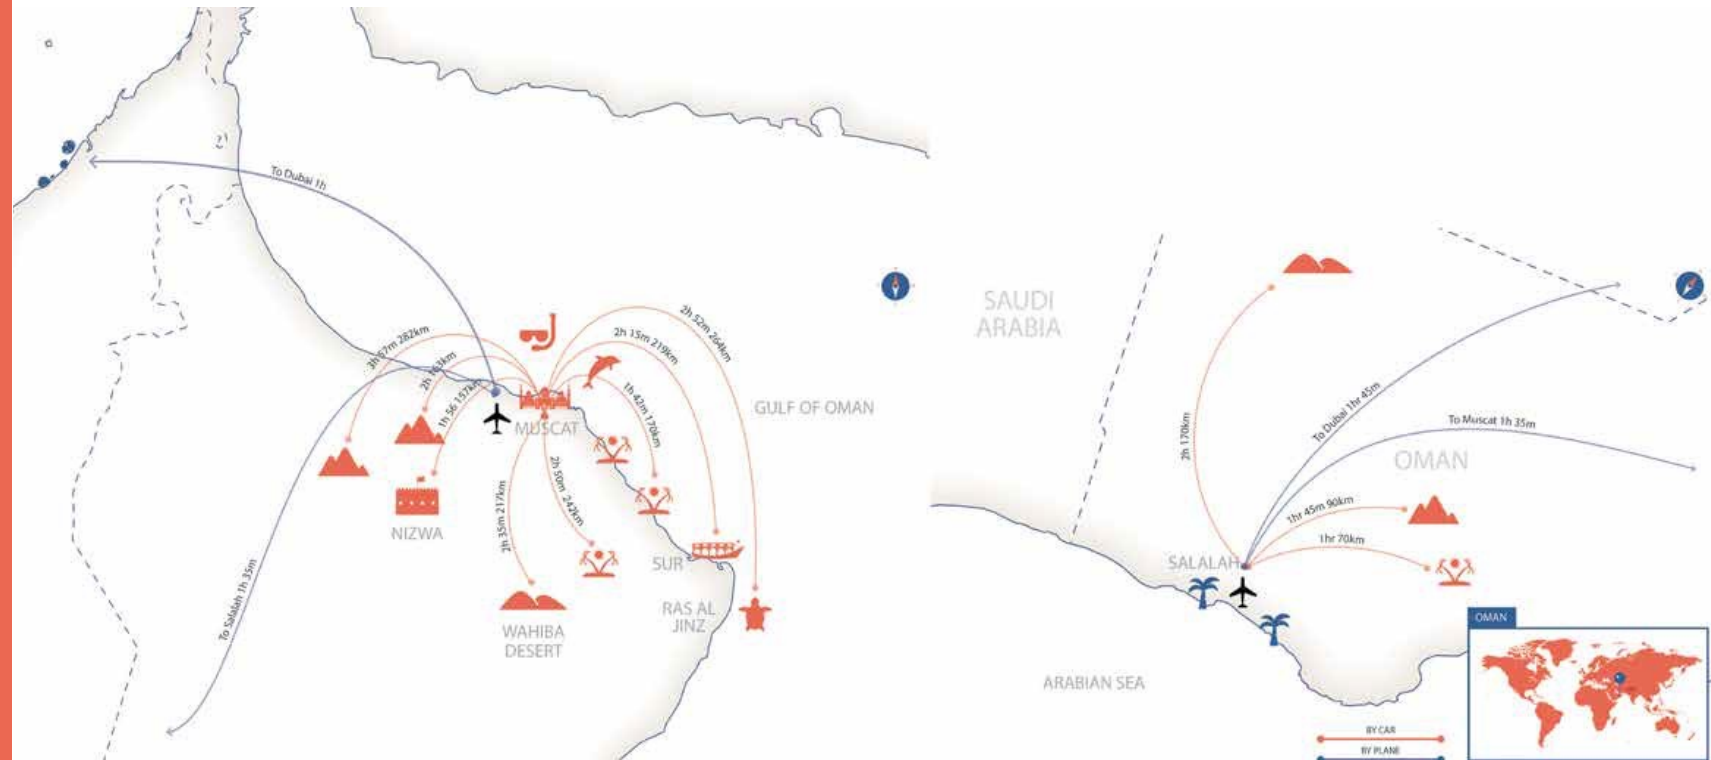 To Dubai 1h
3h 57m 282km
2h 163km
1h 56 157km
2h 52m 264km
2h 15m 219km
1h 42m 170km
GULF OF OMAN
MUSCAT
2h 50m 242km
2h 35m 217km
NIZWA
SUR
To Salalah 1h 35m
RAS AL
JINZ
WAHIBA
DESERT
SAUDI
ARABIA
2h 170km
To Dubai 1hr 45m
To Muscat 1h 35m
OMAN
1hr 45m 90km
1hr 70km
SALALAH
ARABIAN SEA
OMAN
BY CAR
BY PLANE